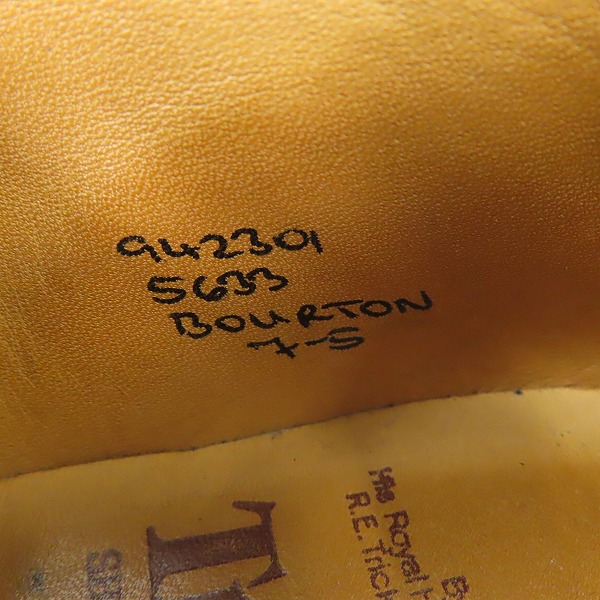 942301
5633
BOURTON
7-5
His Royal
R.E. Trick